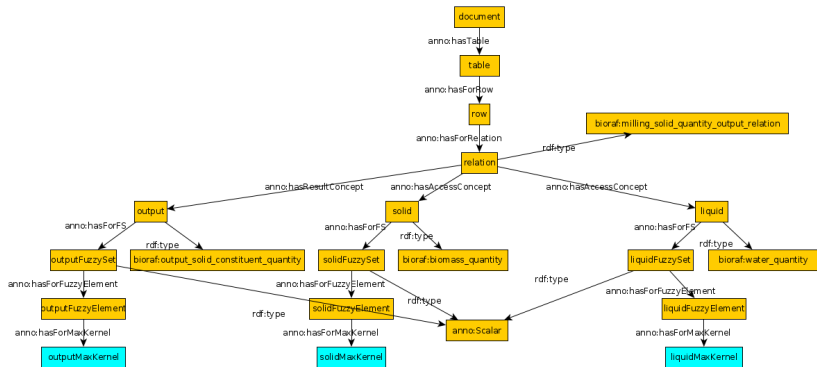 document
anno:hasTable
table
anno:hasForRow
row
bioraf:milling_solid_quantity_output_relation
anno:hasForRelation
rdf:type
relation
anno:hasResultConcept
anno:hasAccessConcept
anno:hasAccessConcept
output
solid
liquid
anno:hasForFS
anno:hasForFS
anno:hasForFS
rdf:type
rdf:type
rdf:type
outputFuzzySet
bioraf:output_solid_constituent_quantity
solidFuzzySet
bioraf:biomass_quantity
liquidFuzzySet
bioraf:water_quantity
anno:hasForFuzzyElement
anno:hasForFuzzyElement
rdf:type
anno:hasForFuzzyElement
outputFuzzyElement
solidFuzzyElement
rdf:type
liquidFuzzyElement
rdf:type
anno:hasForMaxKernel
anno:hasForMaxKernel
anno:Scalar
anno:hasForMaxKernel
outputMaxKernel
solidMaxKernel
liquidMaxKernel